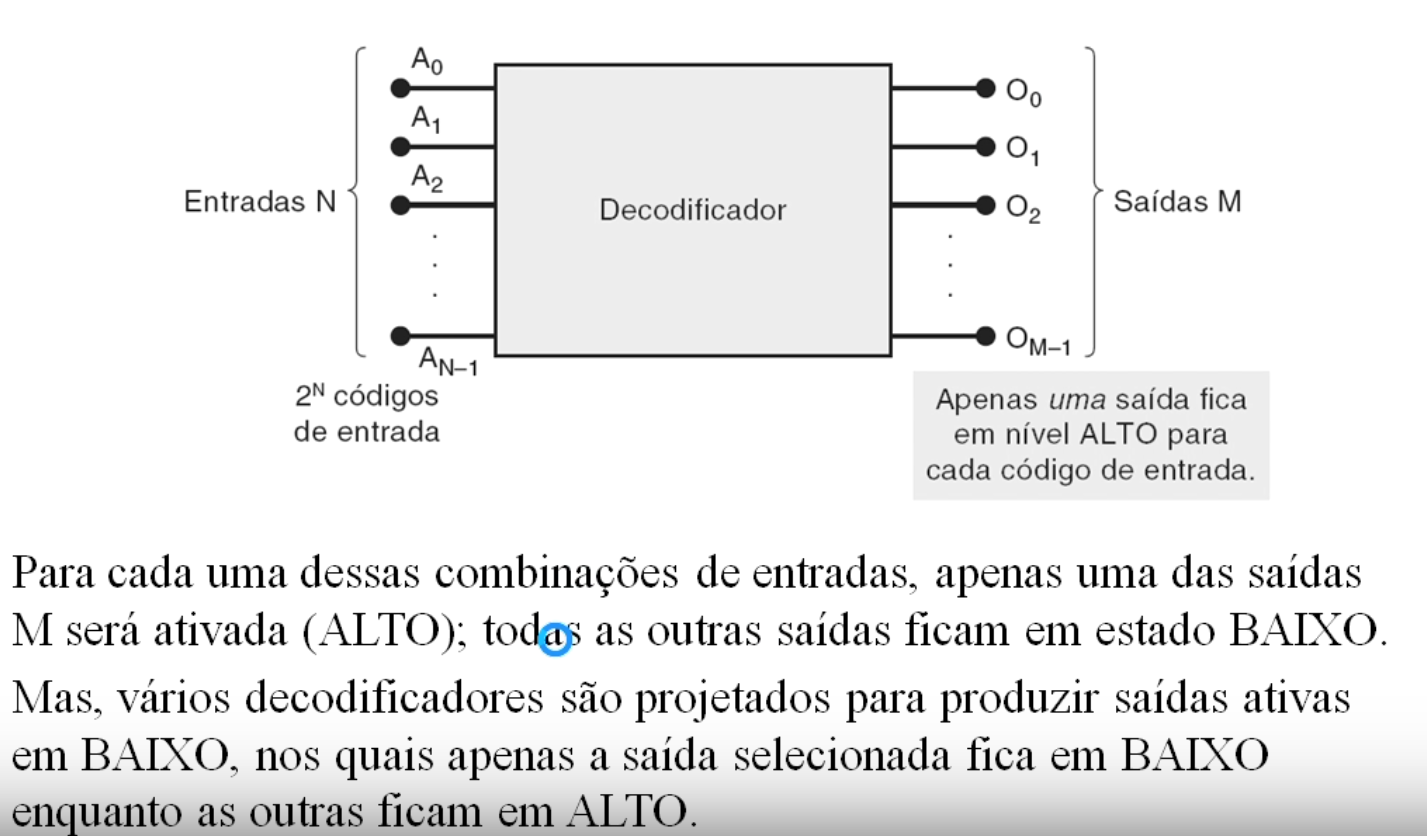 A₀
A₁
A₂
Entradas N
.
.
.
A_N–1
2ᴺ códigos
de entrada
Decodificador
O₀
O₁
O₂
Saídas M
.
.
.
O_M–1
Apenas uma saída fica
em nível ALTO para
cada código de entrada.
Para cada uma dessas combinações de entradas, apenas uma das saídas
M será ativada (ALTO); todas as outras saídas ficam em estado BAIXO.
Mas, vários decodificadores são projetados para produzir saídas ativas
em BAIXO, nos quais apenas a saída selecionada fica em BAIXO
enquanto as outras ficam em ALTO.